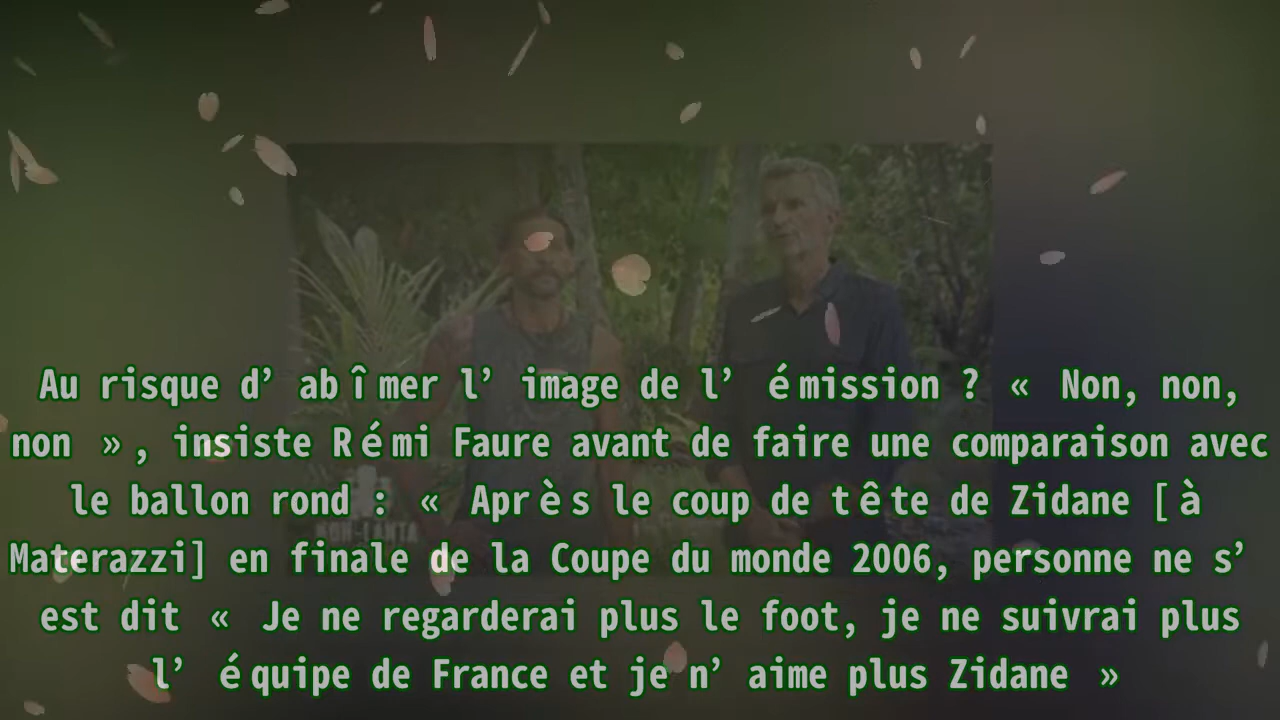 Au risque d’ abîmer l’ image de l’ émission ? « Non, non,
non », insiste Rémi Faure avant de faire une comparaison avec
le ballon rond : « Après le coup de tête de Zidane [à
Materazzi] en finale de la Coupe du monde 2006, personne ne s’
est dit « Je ne regarderai plus le foot, je ne suivrai plus
l’ équipe de France et je n’ aime plus Zidane »
KOH-LANTA